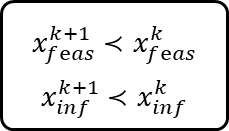 x_{feas}^{k+1} ≺ x_{feas}^{k}
x_{inf}^{k+1} ≺ x_{inf}^{k}